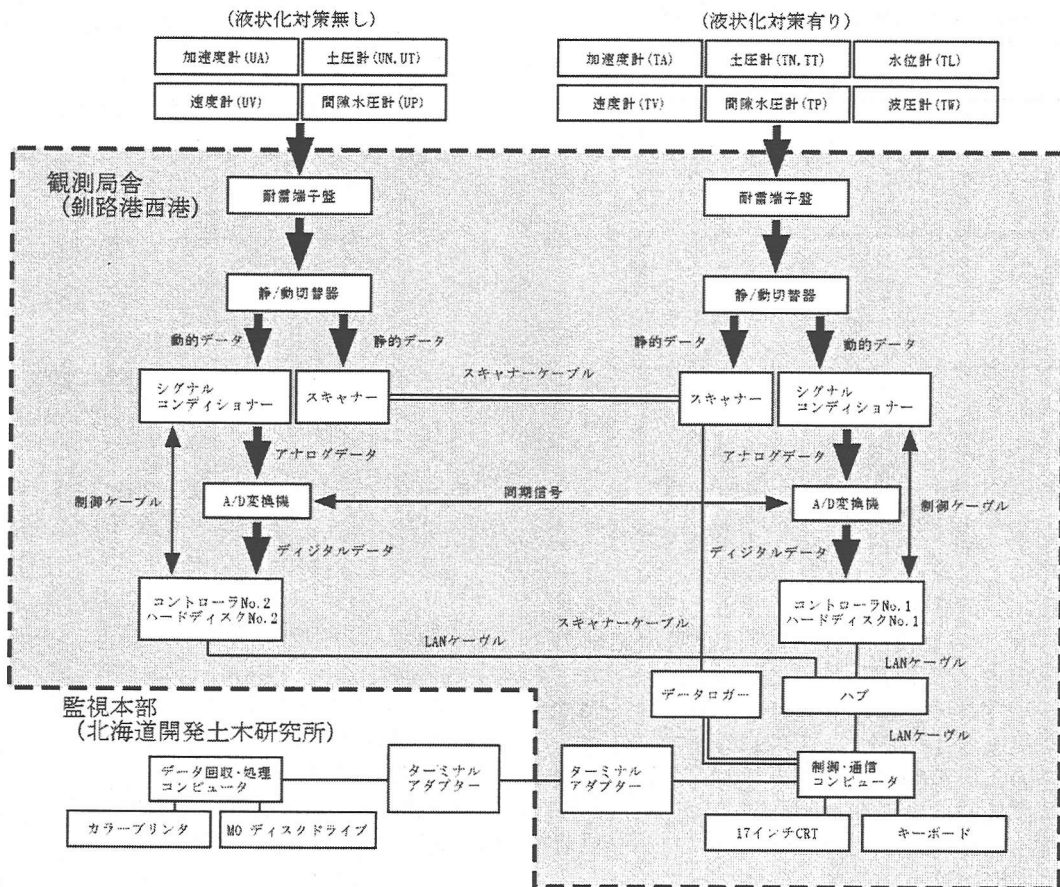 (液状化対策無し)
(液状化対策有り)
加速度計(UA)
土圧計(UN,UT)
速度計(UV)
間隙水圧計(UP)
加速度計(TA)
土圧計(TN,TT)
水位計(TL)
速度計(TV)
間隙水圧計(TP)
波圧計(TW)
観測局舎
(釧路港西港)
耐雷端子盤
耐雷端子盤
静/動切替器
静/動切替器
動的データ
静的データ
静的データ
動的データ
シグナル
コンディショナー
スキャナー
スキャナーケーブル
スキャナー
シグナル
コンディショナー
アナログデータ
アナログデータ
制御ケーブル
A/D変換機
同期信号
A/D変換機
制御ケーヴル
ディジタルデータ
ディジタルデータ
コントローラNo.2
ハードディスクNo.2
コントローラNo.1
ハードディスクNo.1
スキャナーケーブル
LANケーヴル
LANケーヴル
データロガー
ハブ
LANケーヴル
監視本部
(北海道開発土木研究所)
データ回収・処理
コンピュータ
ターミナル
アダプター
ターミナル
アダプター
制御・通信
コンピュータ
カラープリンタ
MO ディスクドライブ
17インチCRT
キーボード